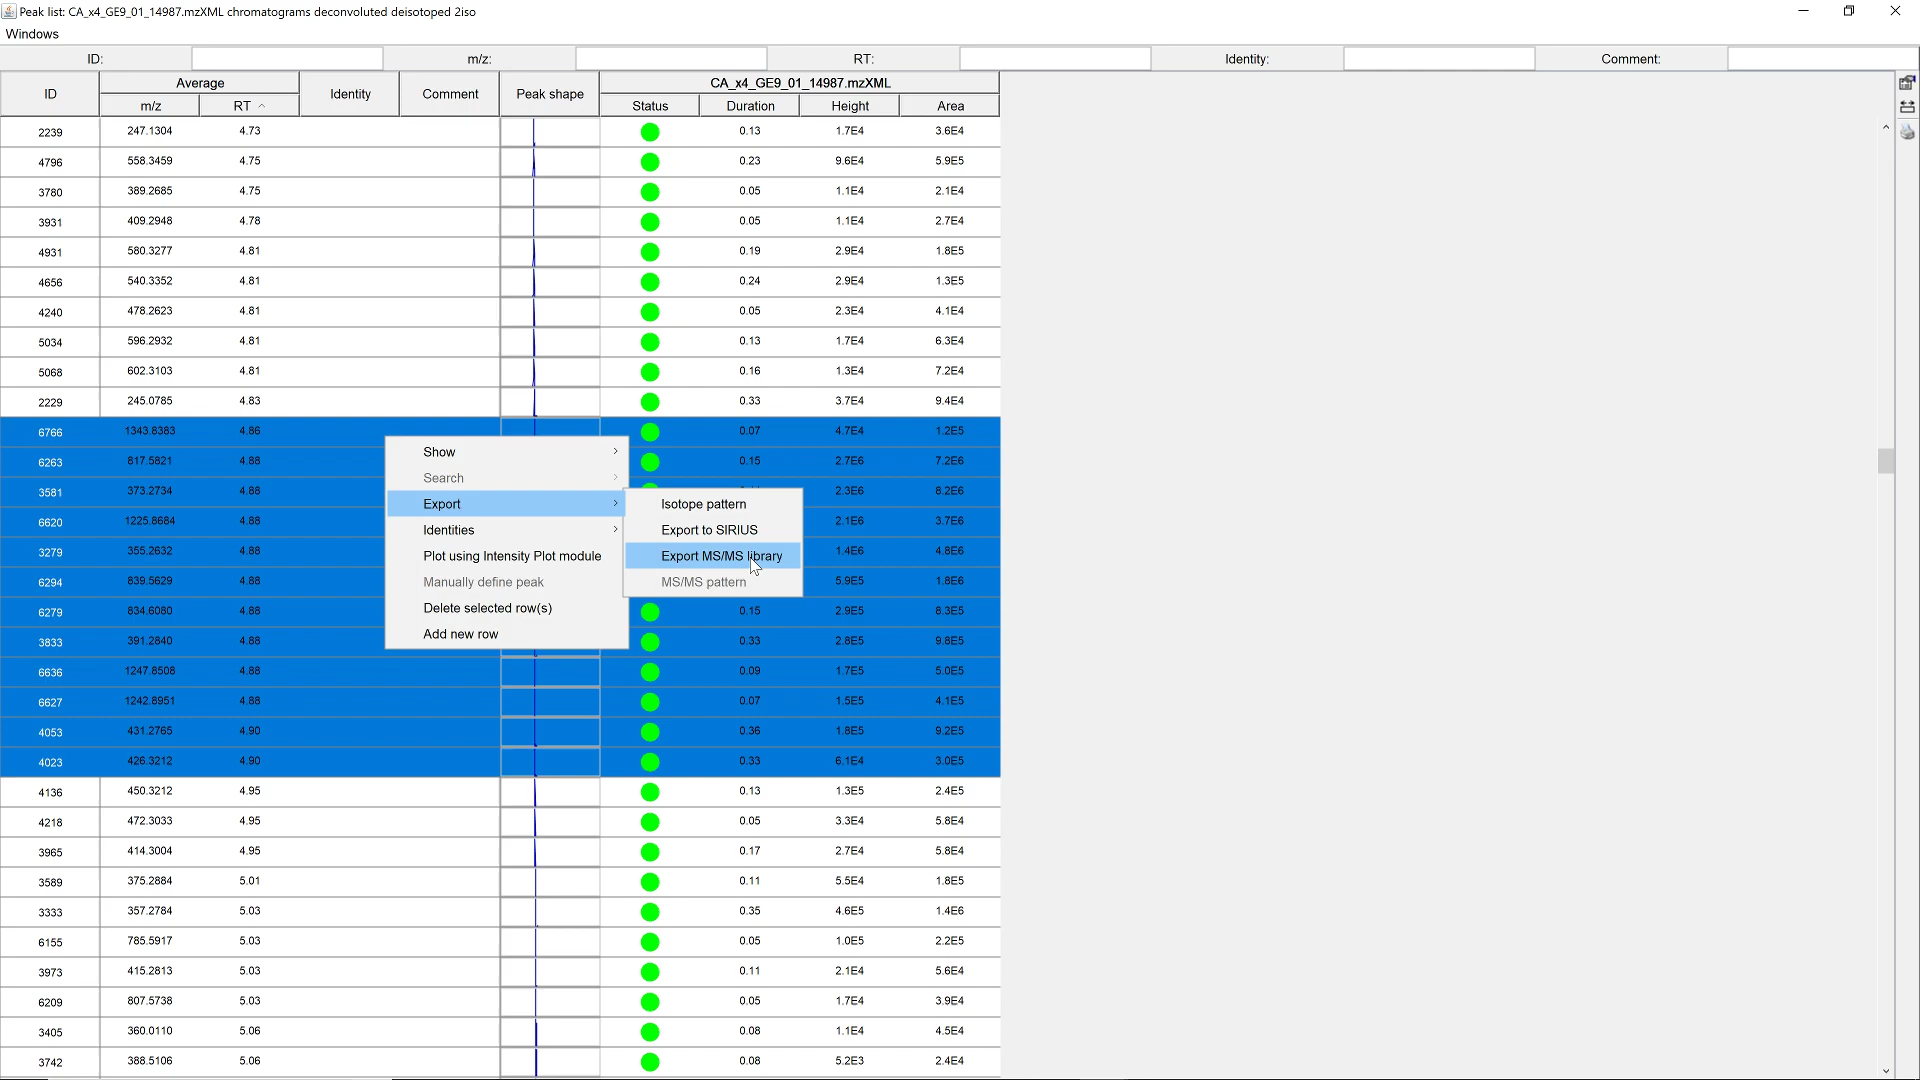 Peak list: CA_x4_GE9_01_14987.mzXML chromatograms deconvoluted deisotoped 2iso
Windows
ID: m/z: RT: Identity: Comment:
ID Average Identity Comment Peak shape CA_x4_GE9_01_14987.mzXML
m/z RT Status Duration Height Area
2239 247.1304 4.73 0.13 1.7E4 3.6E4
4796 558.3459 4.75 0.23 9.6E4 5.9E5
3780 389.2685 4.75 0.05 1.1E4 2.1E4
3931 409.2948 4.78 0.05 1.1E4 2.7E4
4931 580.3277 4.81 0.19 2.9E4 1.8E5
4656 540.3352 4.81 0.24 2.9E4 1.3E5
4240 478.2623 4.81 0.05 2.3E4 4.1E4
5034 596.2932 4.81 0.13 1.7E4 6.3E4
5068 602.3103 4.81 0.16 1.3E4 7.2E4
2229 245.0785 4.83 0.33 3.7E4 9.4E4
6766 1343.8383 4.86 0.07 4.7E4 1.2E5
6263 817.5821 4.88 0.15 2.7E6 7.2E6
3581 373.2734 4.88 2.3E6 8.2E6
6620 1225.8684 4.88 2.1E6 3.7E6
3279 355.2632 4.88 1.4E6 4.8E6
6294 839.5629 4.88 5.9E5 1.8E6
6279 834.6080 4.88 0.15 2.9E5 8.3E5
3833 391.2840 4.88 0.33 2.8E5 9.8E5
6636 1247.8508 4.88 0.09 1.7E5 5.0E5
6627 1242.8951 4.88 0.07 1.5E5 4.1E5
4053 431.2765 4.90 0.36 1.8E5 9.2E5
4023 426.3212 4.90 0.33 6.1E4 3.0E5
4136 450.3212 4.95 0.13 1.3E5 2.4E5
4218 472.3033 4.95 0.05 3.3E4 5.8E4
3965 414.3004 4.95 0.17 2.7E4 5.8E4
3589 375.2884 5.01 0.11 5.5E4 1.8E5
3333 357.2784 5.03 0.35 4.6E5 1.4E6
6155 785.5917 5.03 0.05 1.0E5 2.2E5
3973 415.2813 5.03 0.11 2.1E4 5.6E4
6209 807.5738 5.03 0.05 1.7E4 3.9E4
3405 360.0110 5.06 0.08 1.1E4 4.5E4
3742 388.5106 5.06 0.08 5.2E3 2.4E4
Show
Search
Export
Identities
Plot using Intensity Plot module
Manually define peak
Delete selected row(s)
Add new row
Isotope pattern
Export to SIRIUS
Export MS/MS library
MS/MS pattern